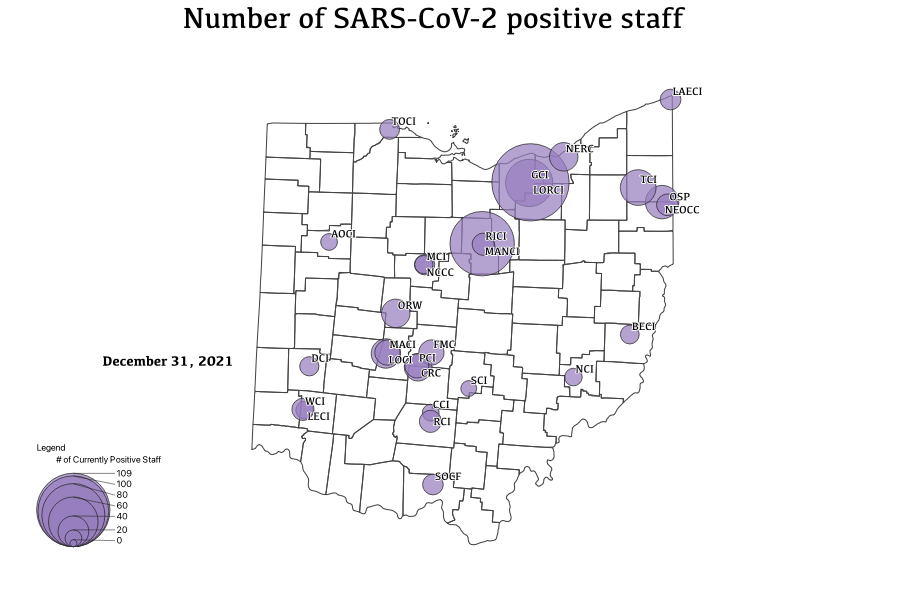 Number of SARS-CoV-2 positive staff
LAECI
TOCI
NERC
GCI
TCI
LORCI
OSP
NEOCC
AOCI
RICI
MANCI
MCI
NCCC
ORW
BECI
MACI
FMC
December 31, 2021
DCI
LOCI
PCI
CRC
NCI
SCI
WCI
CCI
LECI
RCI
Legend
# of Currently Positive Staff
SOCF
109
100
80
60
40
20
0